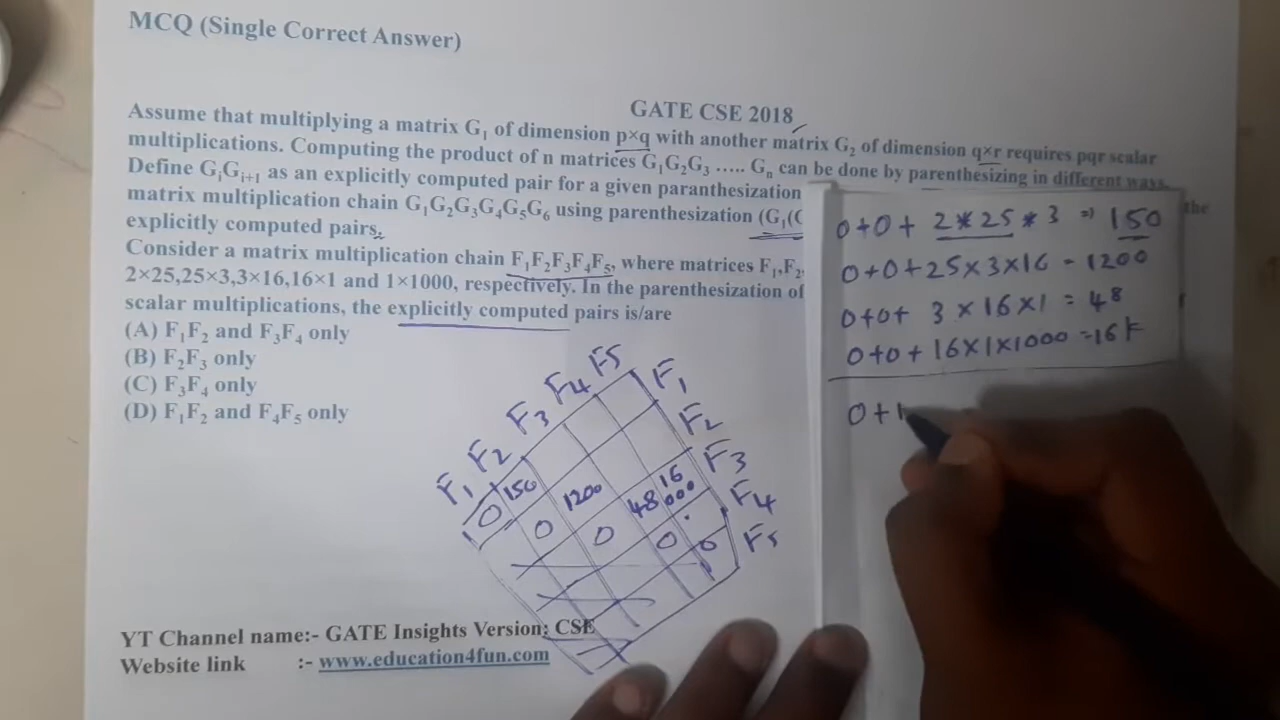 MCQ (Single Correct Answer)
GATE CSE 2018
Assume that multiplying a matrix G₁ of dimension p×q with another matrix G₂ of dimension q×r requires pqr scalar
multiplications. Computing the product of n matrices G₁G₂G₃ ..... Gₙ can be done by parenthesizing in different ways.
Define GᵢGᵢ₊₁ as an explicitly computed pair for a given paranthesization
matrix multiplication chain G₁G₂G₃G₄G₅G₆ using parenthesization (G₁( the
explicitly computed pairs.
Consider a matrix multiplication chain F₁F₂F₃F₄F₅, where matrices F₁,F₂,
2×25,25×3,3×16,16×1 and 1×1000, respectively. In the parenthesization of
scalar multiplications, the explicitly computed pairs is/are
(A) F₁F₂ and F₃F₄ only
(B) F₂F₃ only
(C) F₃F₄ only
(D) F₁F₂ and F₄F₅ only
0+0+ 2*25*3 => 150
0+0+25×3×16 = 1200
0+0+ 3×16×1 = 48
0+0+16×1×1000 =16k
0+1
F₁ F₂ F₃ F₄ F5
F₁
F₂
F₃
F₄
F5
0 150 1200 48 16
000
0 0 0 0
YT Channel name:- GATE Insights Version: CSE
Website link :- www.education4fun.com